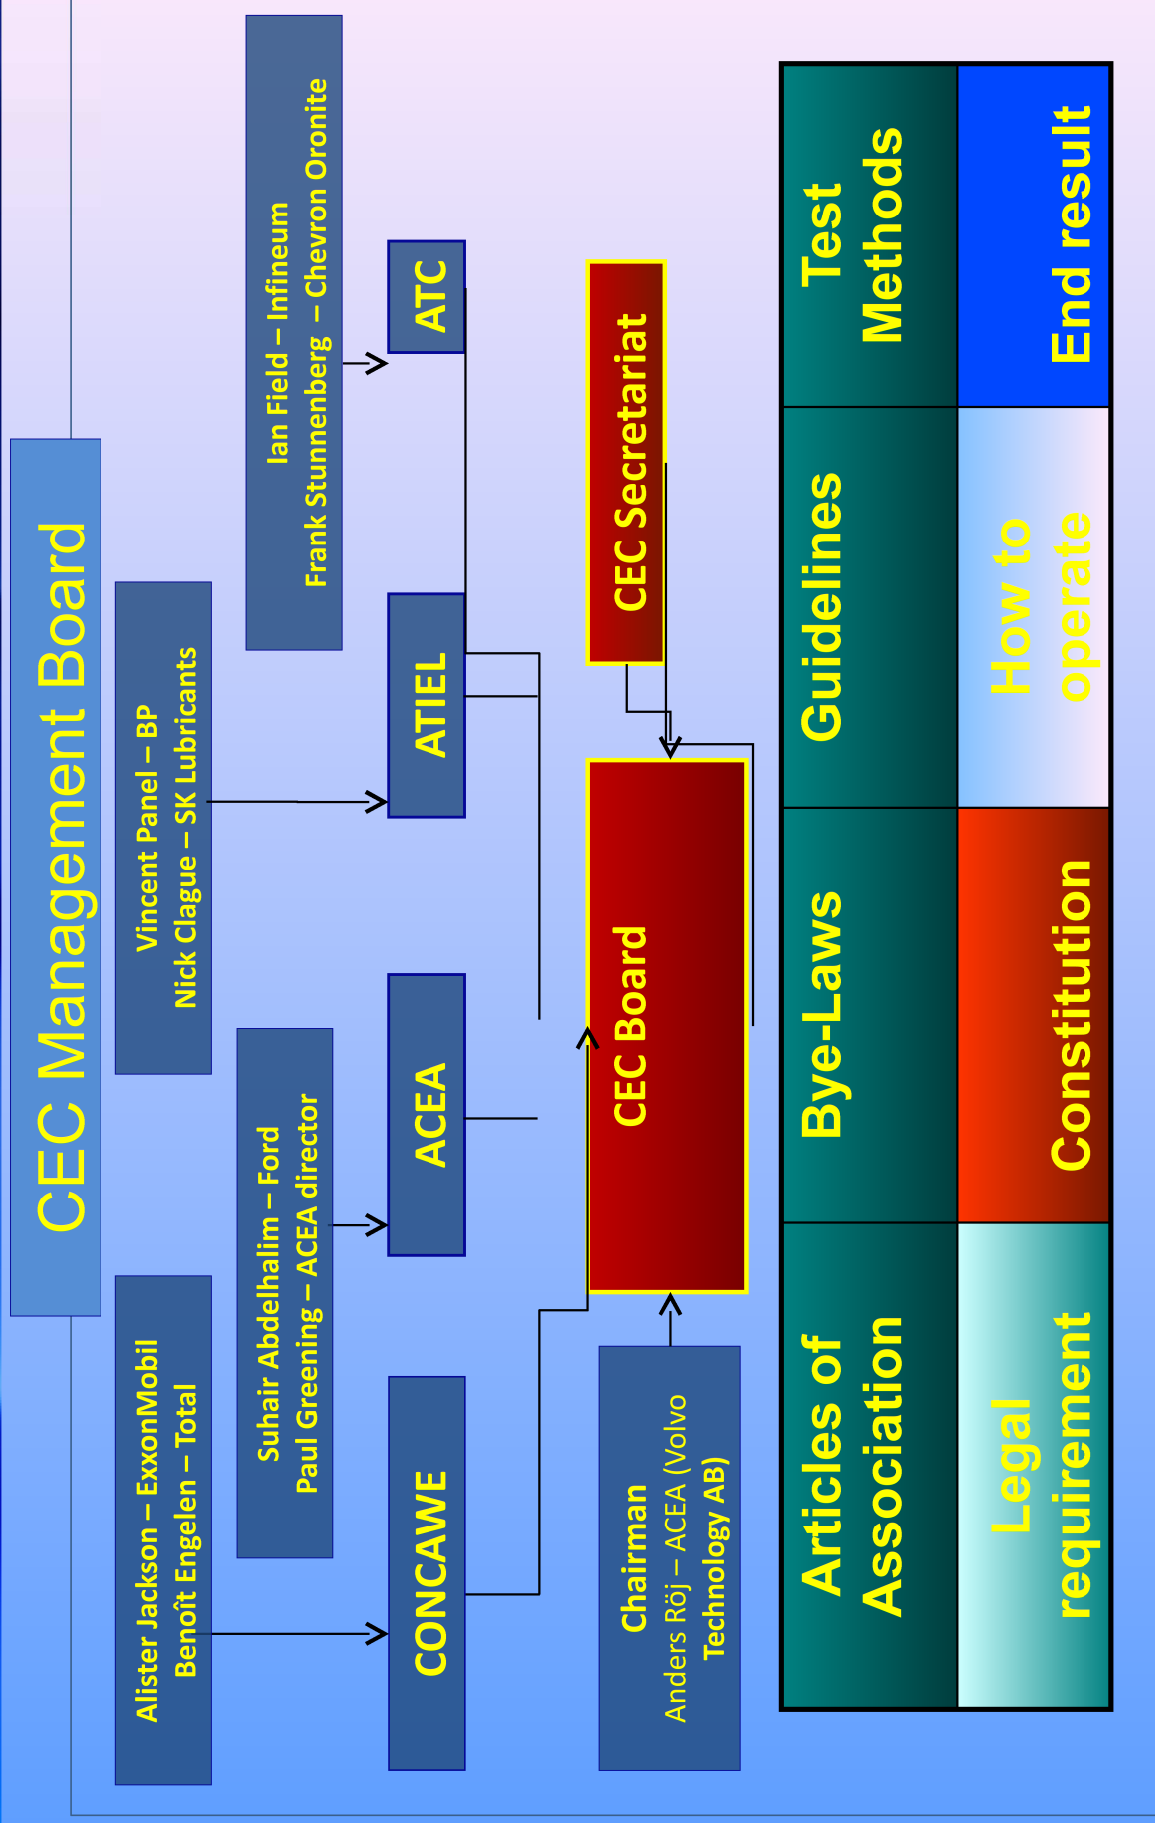 CEC Management Board
Alister Jackson – ExxonMobil
Benoît Engelen – Total
Vincent Panel – BP
Nick Clague – SK Lubricants
Suhair Abdelhalim – Ford
Paul Greening – ACEA director
Ian Field – Infineum
Frank Stunnenberg – Chevron Oronite
CONCAWE
ACEA
ATIEL
ATC
Chairman
Anders Röj – ACEA (Volvo
Technology AB)
CEC Board
CEC Secretariat
Articles of
Association
Bye-Laws
Guidelines
Test
Methods
Legal
requirement
Constitution
How to
operate
End result